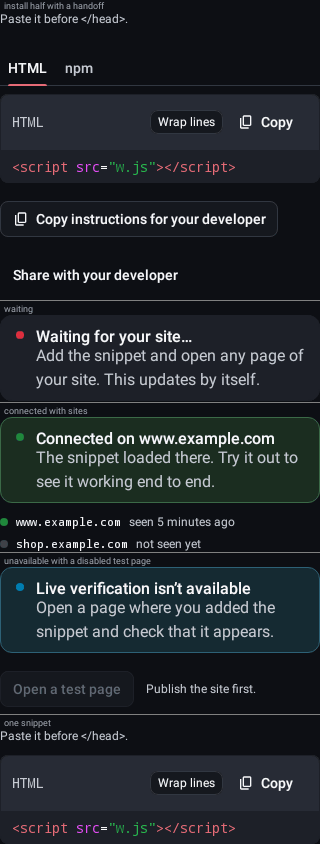 install half with a handoff
Paste it before </head>.
HTML npm
HTML Wrap lines Copy
<script src="w.js"></script>
Copy instructions for your developer
Share with your developer
waiting
Waiting for your site…
Add the snippet and open any page of
your site. This updates by itself.
connected with sites
Connected on www.example.com
The snippet loaded there. Try it out to
see it working end to end.
www.example.com seen 5 minutes ago
shop.example.com not seen yet
unavailable with a disabled test page
Live verification isn’t available
Open a page where you added the
snippet and check that it appears.
Open a test page Publish the site first.
one snippet
Paste it before </head>.
HTML Wrap lines Copy
<script src="w.js"></script>